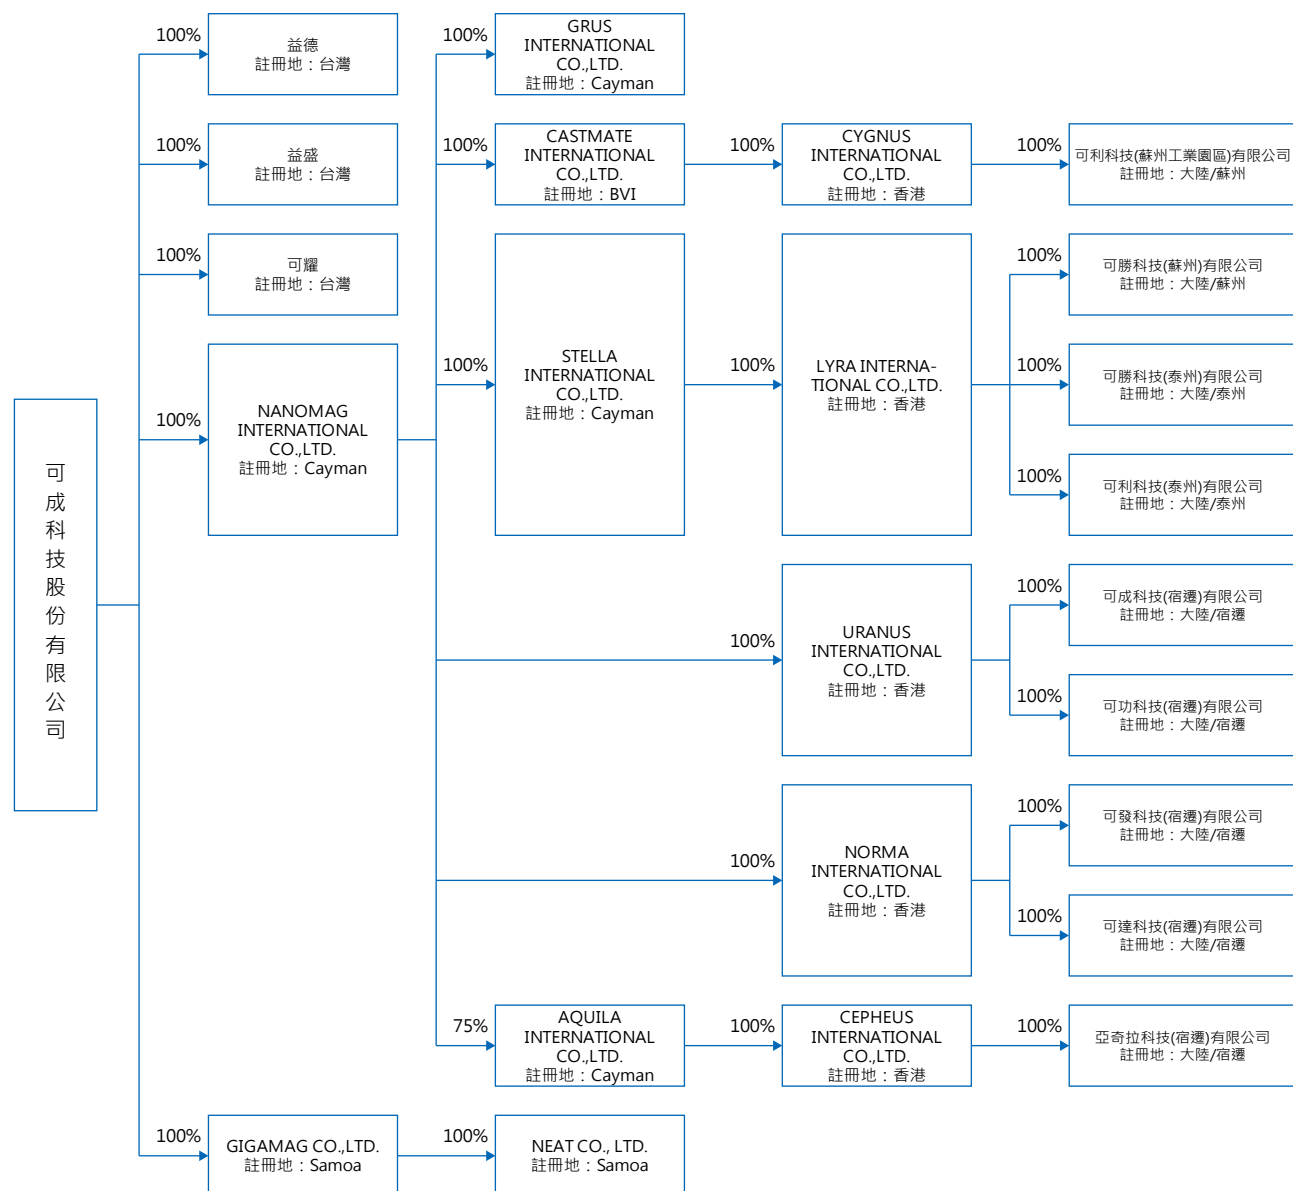 可成科技股份有限公司
100%
益德
註冊地：台灣
100%
益盛
註冊地：台灣
100%
可耀
註冊地：台灣
100%
NANOMAG
INTERNATIONAL
CO.,LTD.
註冊地：Cayman
100%
GRUS
INTERNATIONAL
CO.,LTD.
註冊地：Cayman
100%
CASTMATE
INTERNATIONAL
CO.,LTD.
註冊地：BVI
100%
CYGNUS
INTERNATIONAL
CO.,LTD.
註冊地：香港
100%
可利科技(蘇州工業園區)有限公司
註冊地：大陸/蘇州
100%
STELLA
INTERNATIONAL
CO.,LTD.
註冊地：Cayman
100%
LYRA INTERNA-
TIONAL CO.,LTD.
註冊地：香港
100%
可勝科技(蘇州)有限公司
註冊地：大陸/蘇州
100%
可勝科技(泰州)有限公司
註冊地：大陸/泰州
100%
可利科技(泰州)有限公司
註冊地：大陸/泰州
100%
URANUS
INTERNATIONAL
CO.,LTD.
註冊地：香港
100%
可成科技(宿遷)有限公司
註冊地：大陸/宿遷
100%
可功科技(宿遷)有限公司
註冊地：大陸/宿遷
100%
NORMA
INTERNATIONAL
CO.,LTD.
註冊地：香港
100%
可發科技(宿遷)有限公司
註冊地：大陸/宿遷
100%
可達科技(宿遷)有限公司
註冊地：大陸/宿遷
75%
AQUILA
INTERNATIONAL
CO.,LTD.
註冊地：Cayman
100%
CEPHEUS
INTERNATIONAL
CO.,LTD.
註冊地：香港
100%
亞奇拉科技(宿遷)有限公司
註冊地：大陸/宿遷
100%
GIGAMAG CO.,LTD.
註冊地：Samoa
100%
NEAT CO., LTD.
註冊地：Samoa